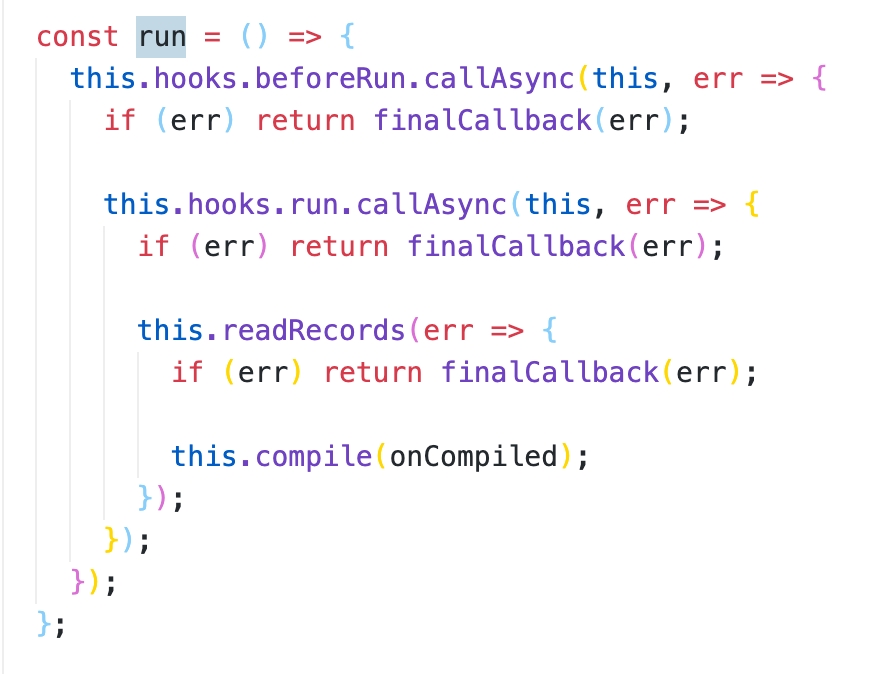 const run = () => {
  this.hooks.beforeRun.callAsync(this, err => {
    if (err) return finalCallback(err);

    this.hooks.run.callAsync(this, err => {
      if (err) return finalCallback(err);

      this.readRecords(err => {
        if (err) return finalCallback(err);

        this.compile(onCompiled);
      });
    });
  });
};